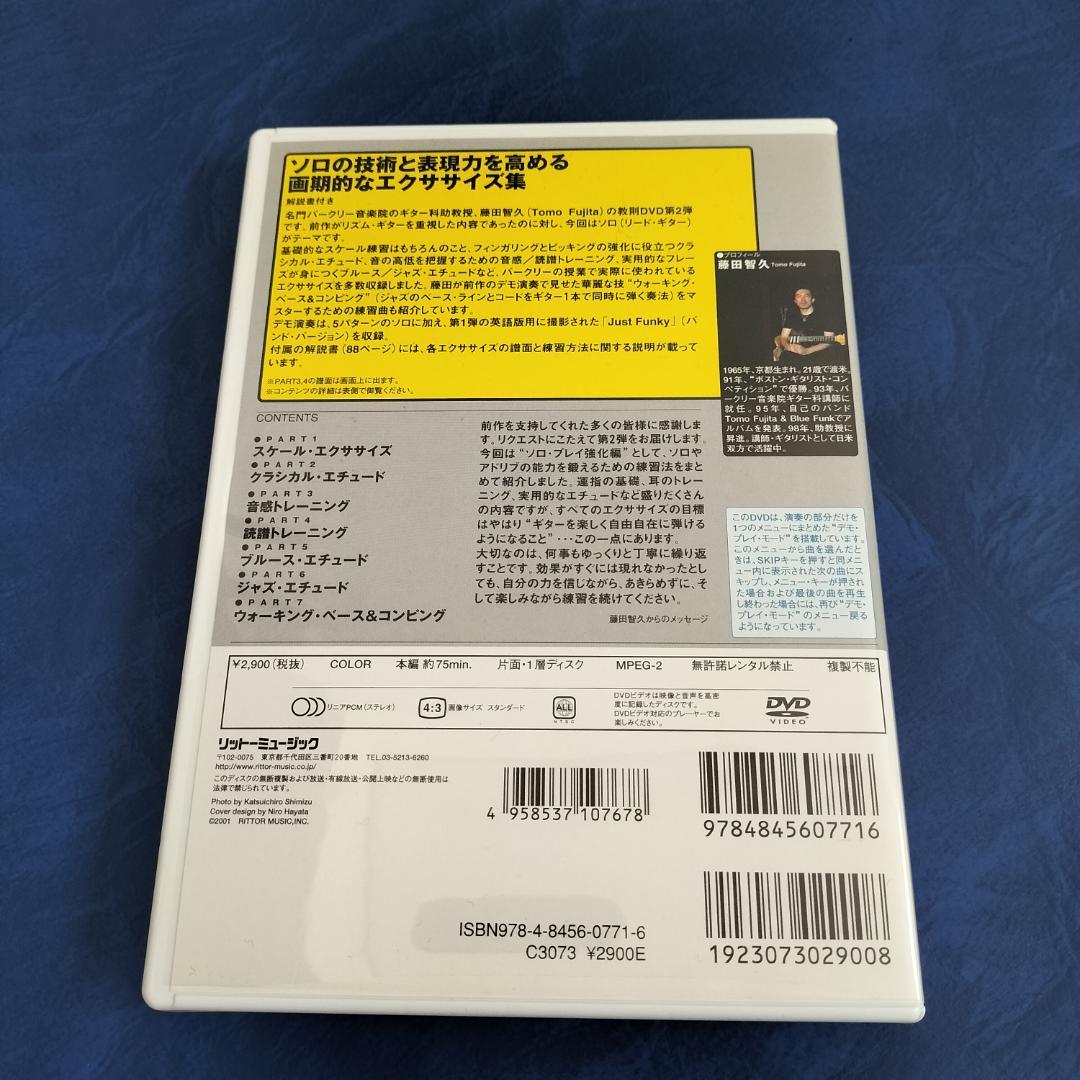 ソロの技術と表現力を高める
画期的なエクササイズ集
解説書付き
名門バークリー音楽院のギター科助教授、藤田智久(Tomo Fujita)の教則DVD第2弾
です。前作がリズム・ギターを重視した内容であったのに対し、今回はソロ(リード・ギター)
がテーマです。
基礎的なスケール練習はもちろんのこと、フィンガリングとピッキングの強化に役立つクラ
シカル・エチュード、音の高低を把握するための音感/読譜トレーニング、実用的なフレー
ズが身につくブルース/ジャズ・エチュードなど、バークリーの授業で実際に使われている
エクササイズを多数収録しました。藤田が前作のデモ演奏で見せた華麗な技“ウォーキング・
ベース&コンピング”(ジャズのベース・ラインとコードをギター1本で同時に弾く奏法)をマ
スターするための練習曲も紹介しています。
デモ演奏は、5パターンのソロに加え、第1弾の英語版用に撮影された「Just Funky」(バ
ンド・バージョン)を収録。
付属の解説書(88ページ)には、各エクササイズの譜面と練習方法に関する説明が載って
います。
※PART3,4の譜面は画面上に出ます。
※コンテンツの詳細は表側で御覧ください。
●プロフィール
藤田智久 Tomo Fujita
1965年、京都生まれ。21歳で渡米。
91年、“ボストン・ギタリスト・コン
ペティション”で優勝。93年、バ
ークリー音楽院ギター科講師に
就任。95年、自己のバンド
Tomo Fujita & Blue Funkでア
ルバムを発表。98年、助教授に
昇進。講師・ギタリストとして日米
双方で活躍中。
CONTENTS
●PART1
スケール・エクササイズ
●PART2
クラシカル・エチュード
●PART3
音感トレーニング
●PART4
読譜トレーニング
●PART5
ブルース・エチュード
●PART6
ジャズ・エチュード
●PART7
ウォーキング・ベース&コンピング
前作を支持してくれた多くの皆様に感謝しま
す。リクエストにこたえて第2弾をお届けします。
今回は“ソロ・プレイ強化編”として、ソロや
アドリブの能力を鍛えるための練習法をまと
めて紹介しました。運指の基礎、耳のトレー
ニング、実用的なエチュードなど盛りだくさん
の内容ですが、すべてのエクササイズの目標
はやはり“ギターを楽しく自由自在に弾ける
ようになること”…この一点にあります。
大切なのは、何事もゆっくりと丁寧に繰り返
すことです。効果がすぐには現れなかったとし
ても、自分の力を信じながら、あきらめずに、そ
して楽しみながら練習を続けてください。
藤田智久からのメッセージ
このDVDは、演奏の部分だけを
1つのメニューにまとめた“デモ・
プレイ・モード”を搭載しています。
このメニューから曲を選んだと
きは、SKIPキーを押すと同メニ
ュー内に表示された次の曲にス
キップし、メニュー・キーが押され
た場合および最後の曲を再生
し終わった場合には、再び“デモ・
プレイ・モード”のメニューに戻る
ようになっています。
¥2,900(税抜) COLOR 本編 約75min. 片面・1層ディスク MPEG-2 無許諾レンタル禁止 複製不能
リニアPCM(ステレオ)
4:3 画像サイズ スタンダード
ALL
NTSC
DVDビデオは映像と音声を高密
度に記録したディスクです。
DVDビデオ対応のプレーヤーでお
楽しみください。
DVD
VIDEO
リットーミュージック
〒102-0075 東京都千代田区三番町20番地 TEL.03-5213-6260
http://www.rittor-music.co.jp/
このディスクの無断複製および放送・有線放送・公開上映などの無断使用は
法律で禁じられています。
Photo by Katsuichiro Shimizu
Cover design by Niro Hayata
©2001 RITTOR MUSIC,INC.
4 958537 107678
9784845607716
1923073029008
ISBN978-4-8456-0771-6
C3073 ¥2900E